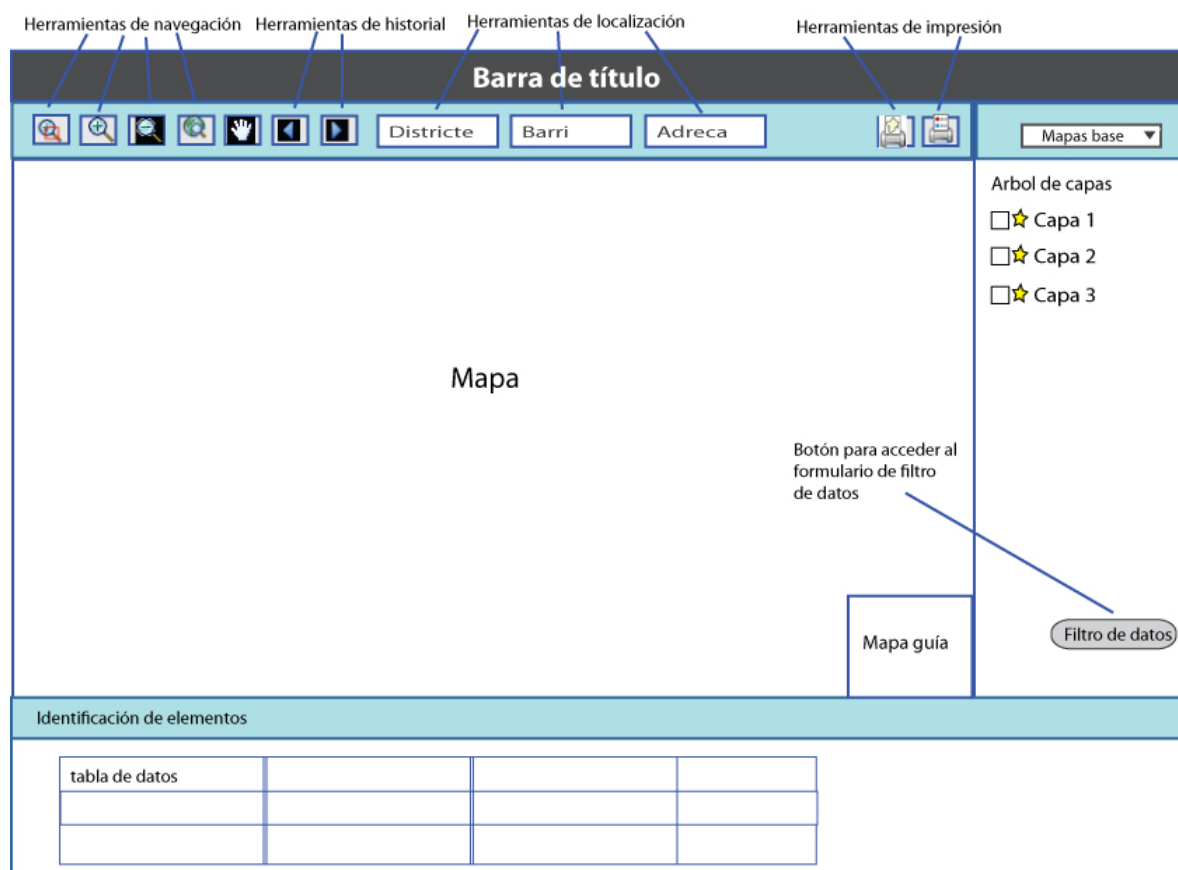 Herramientas de navegación
Herramientas de historial
Herramientas de localización
Herramientas de impresión
Barra de título
Districte
Barri
Adreca
Mapas base
Arbol de capas
Capa 1
Capa 2
Capa 3
Mapa
Botón para acceder al
formulario de filtro
de datos
Filtro de datos
Mapa guía
Identificación de elementos
tabla de datos